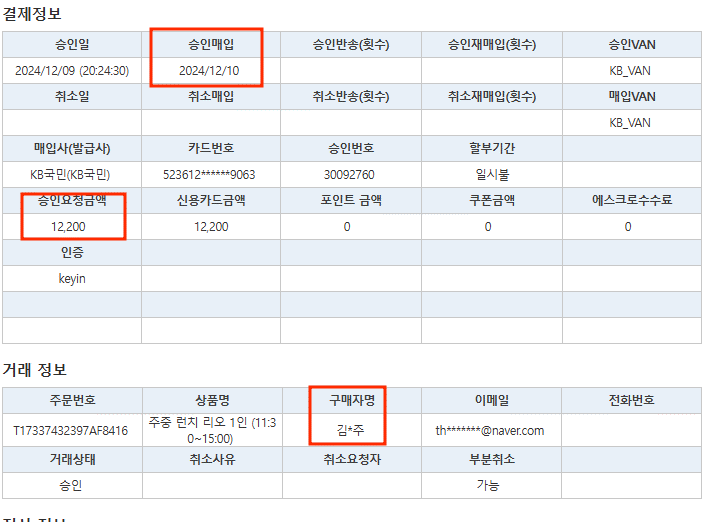 결제정보
승인일 승인매입 승인반송(횟수) 승인재매입(횟수) 승인VAN
2024/12/09 (20:24:30) 2024/12/10 KB_VAN
취소일 취소매입 취소반송(횟수) 취소재매입(횟수) 매입VAN
KB_VAN
매입사(발급사) 카드번호 승인번호 할부기간
KB국민(KB국민) 523612******9063 30092760 일시불
승인요청금액 신용카드금액 포인트 금액 쿠폰금액 에스크로수수료
12,200 12,200 0 0 0
인증
keyin
거래 정보
주문번호 상품명 구매자명 이메일 전화번호
T17337432397AF8416 주중 런치 리오 1인 (11:3
0~15:00) 김*주 th*******@naver.com
거래상태 취소사유 취소요청자 부분취소
승인 가능